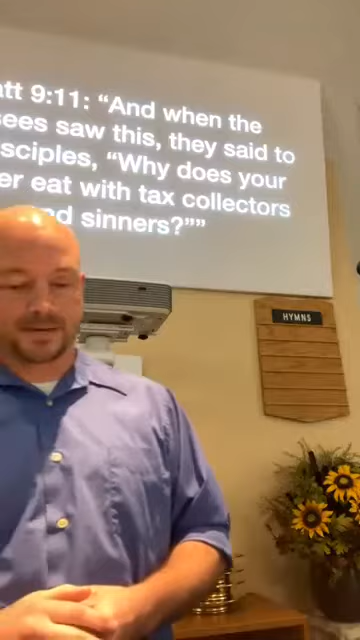 att 9:11: “And when the
sees saw this, they said to
sciples, “Why does your
er eat with tax collectors
nd sinners?””
HYMNS